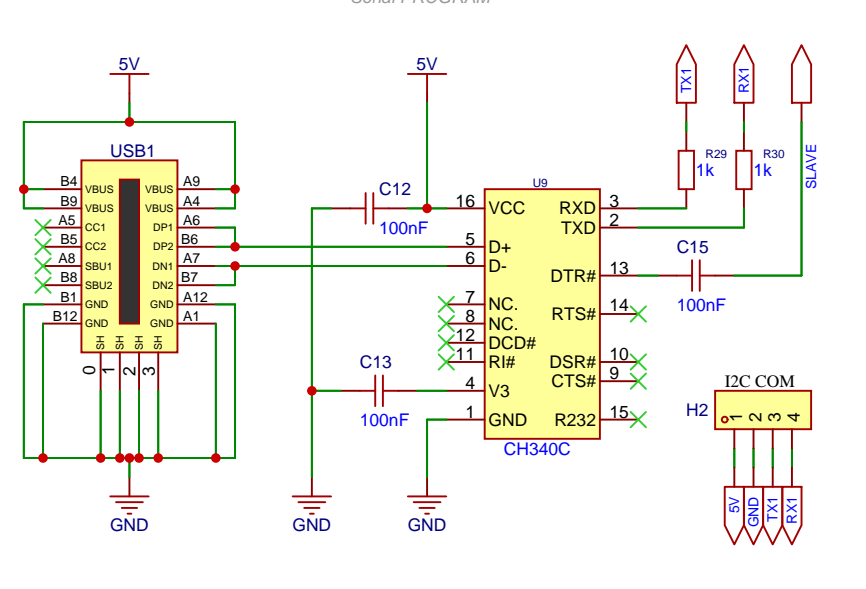 Serial PROGRAM
5V
5V
TX1
RX1
SLAVE
USB1
B4 VBUS VBUS A9
B9 VBUS VBUS A4
A5 CC1 DP1 A6
B5 CC2 DP2 B6
A8 SBU1 DN1 A7
B8 SBU2 DN2 B7
B1 GND GND A12
B12 GND GND A1
SH SH SH SH
0 1 2 3
GND
C12
100nF
C13
100nF
GND
GND
U9
16 VCC RXD 3
TXD 2
5 D+
6 D-
DTR# 13
7 NC.
RTS# 14
8 NC.
12 DCD#
11 RI# DSR# 10
CTS# 9
4 V3
1 GND R232 15
CH340C
R29
1k
R30
1k
C15
100nF
I2C COM
H2
1 2 3 4
5V
GND
TX1
RX1